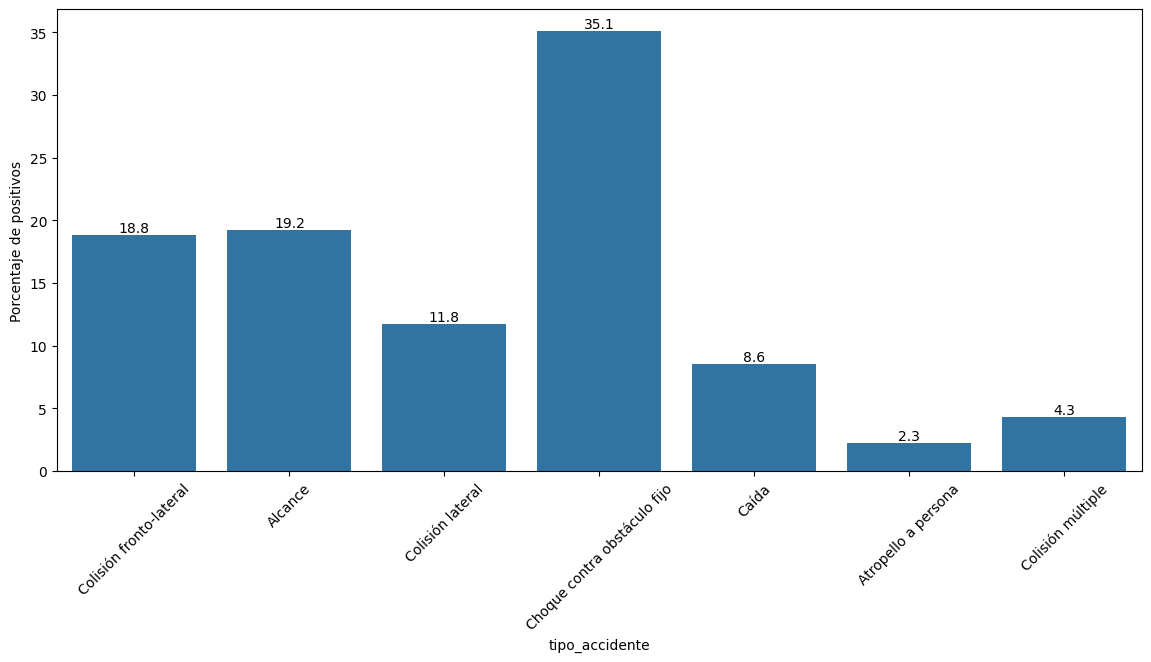 35.1
18.8
19.2
11.8
8.6
2.3
4.3
35
30
25
20
15
10
5
0
Porcentaje de positivos
Colisión fronto-lateral
Alcance
Colisión lateral
Choque contra obstáculo fijo
Caída
Atropello a persona
Colisión múltiple
tipo_accidente